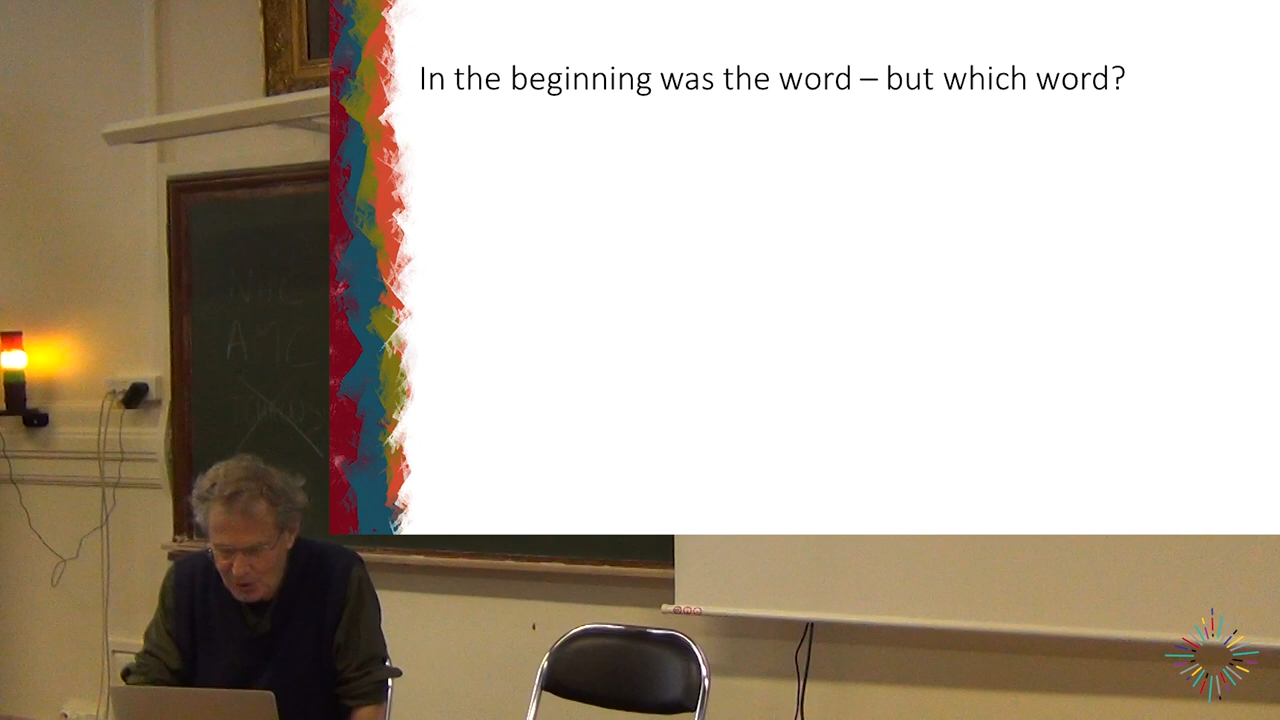 In the beginning was the word – but which word?